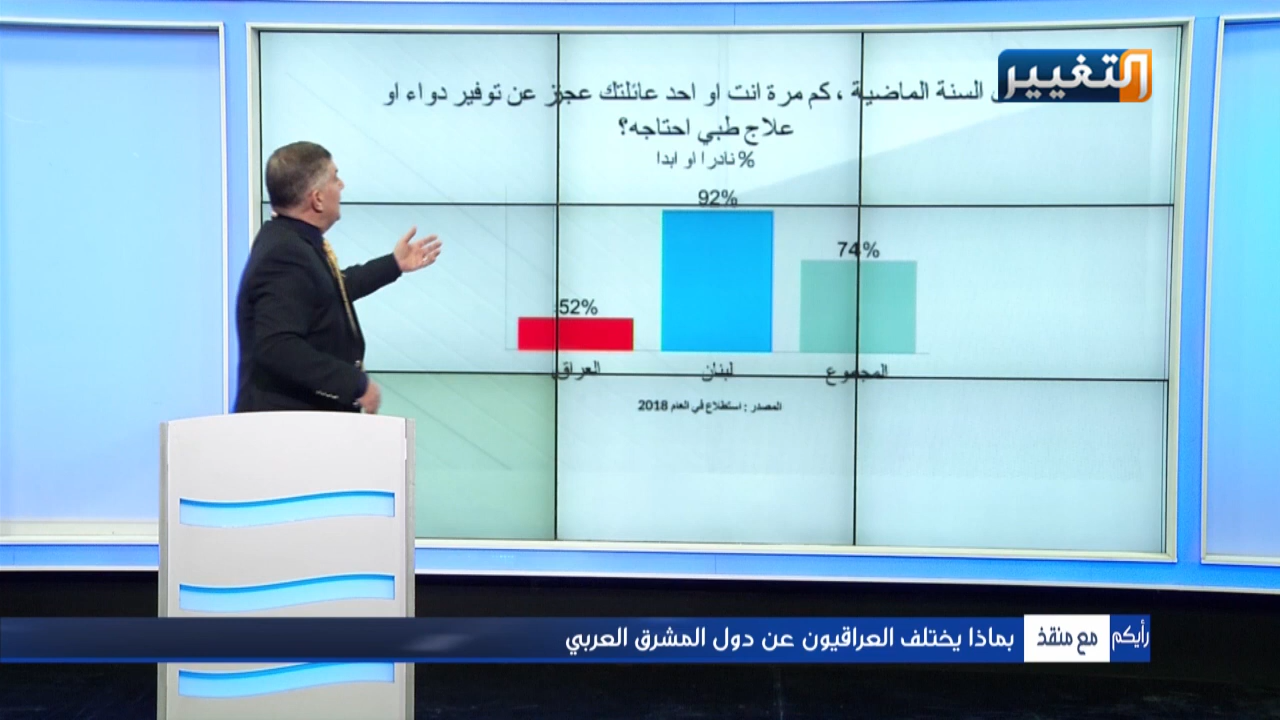 التغيير
السنة الماضية ، كم مرة انت او احد عائلتك عجز عن توفير دواء او
علاج طبي احتاجه؟
% نادرا او ابدا
92%
74%
52%
العراق
لبنان
المجموع
المصدر : استطلاع في العام 2018
رأيكم مع منقذ بماذا يختلف العراقيون عن دول المشرق العربي